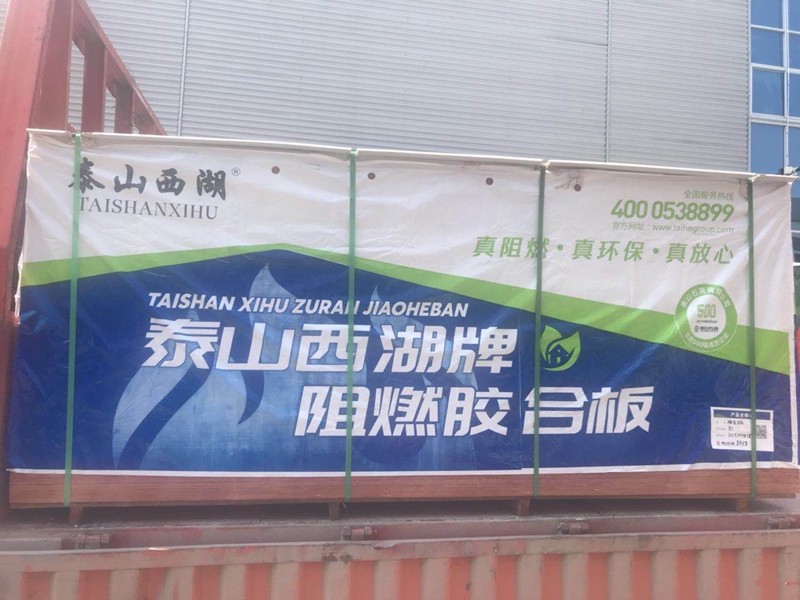 泰山西湖®
TAISHANXIHU
全国服务热线
400 0538899
官方网址：www.taihegroup.com
真阻燃·真环保·真放心
TAISHAN XIHU ZURAN JIAOHEBAN
泰山西湖牌
阻燃胶合板
500